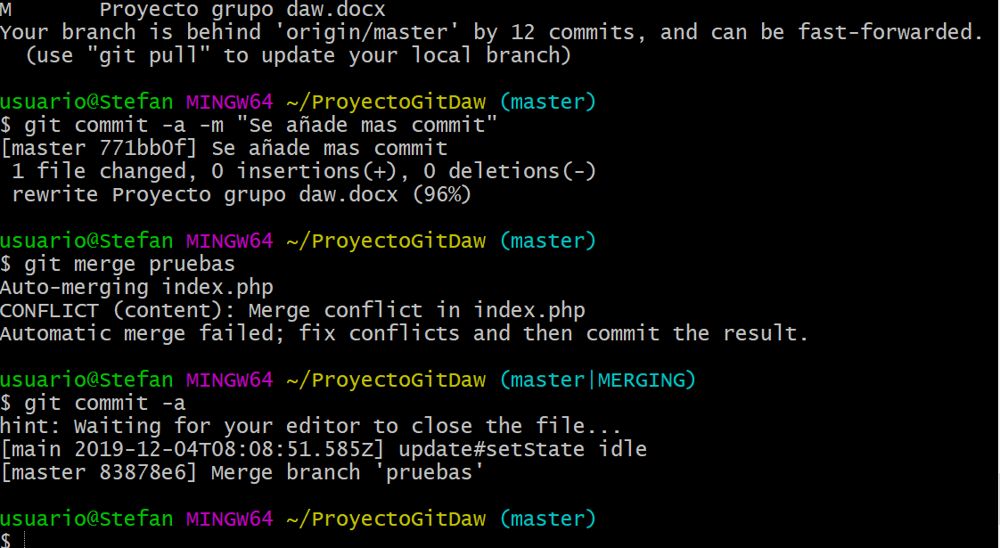 M       Proyecto grupo daw.docx
Your branch is behind 'origin/master' by 12 commits, and can be fast-forwarded.
  (use "git pull" to update your local branch)
usuario@Stefan MINGW64 ~/ProyectoGitDaw (master)
$ git commit -a -m "Se añade mas commit"
[master 771bb0f] Se añade mas commit
 1 file changed, 0 insertions(+), 0 deletions(-)
 rewrite Proyecto grupo daw.docx (96%)
usuario@Stefan MINGW64 ~/ProyectoGitDaw (master)
$ git merge pruebas
Auto-merging index.php
CONFLICT (content): Merge conflict in index.php
Automatic merge failed; fix conflicts and then commit the result.
usuario@Stefan MINGW64 ~/ProyectoGitDaw (master|MERGING)
$ git commit -a
hint: Waiting for your editor to close the file...
[main 2019-12-04T08:08:51.585Z] update#setState idle
[master 83878e6] Merge branch 'pruebas'
usuario@Stefan MINGW64 ~/ProyectoGitDaw (master)
$